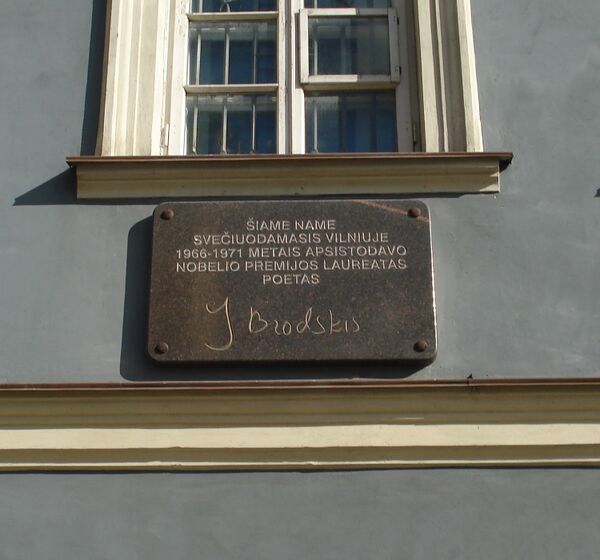 ŠIAME NAME
SVEČIUODAMASIS VILNIUJE
1966-1971 METAIS APSISTODAVO
NOBELIO PREMIJOS LAUREATAS
POETAS
J Brodskis